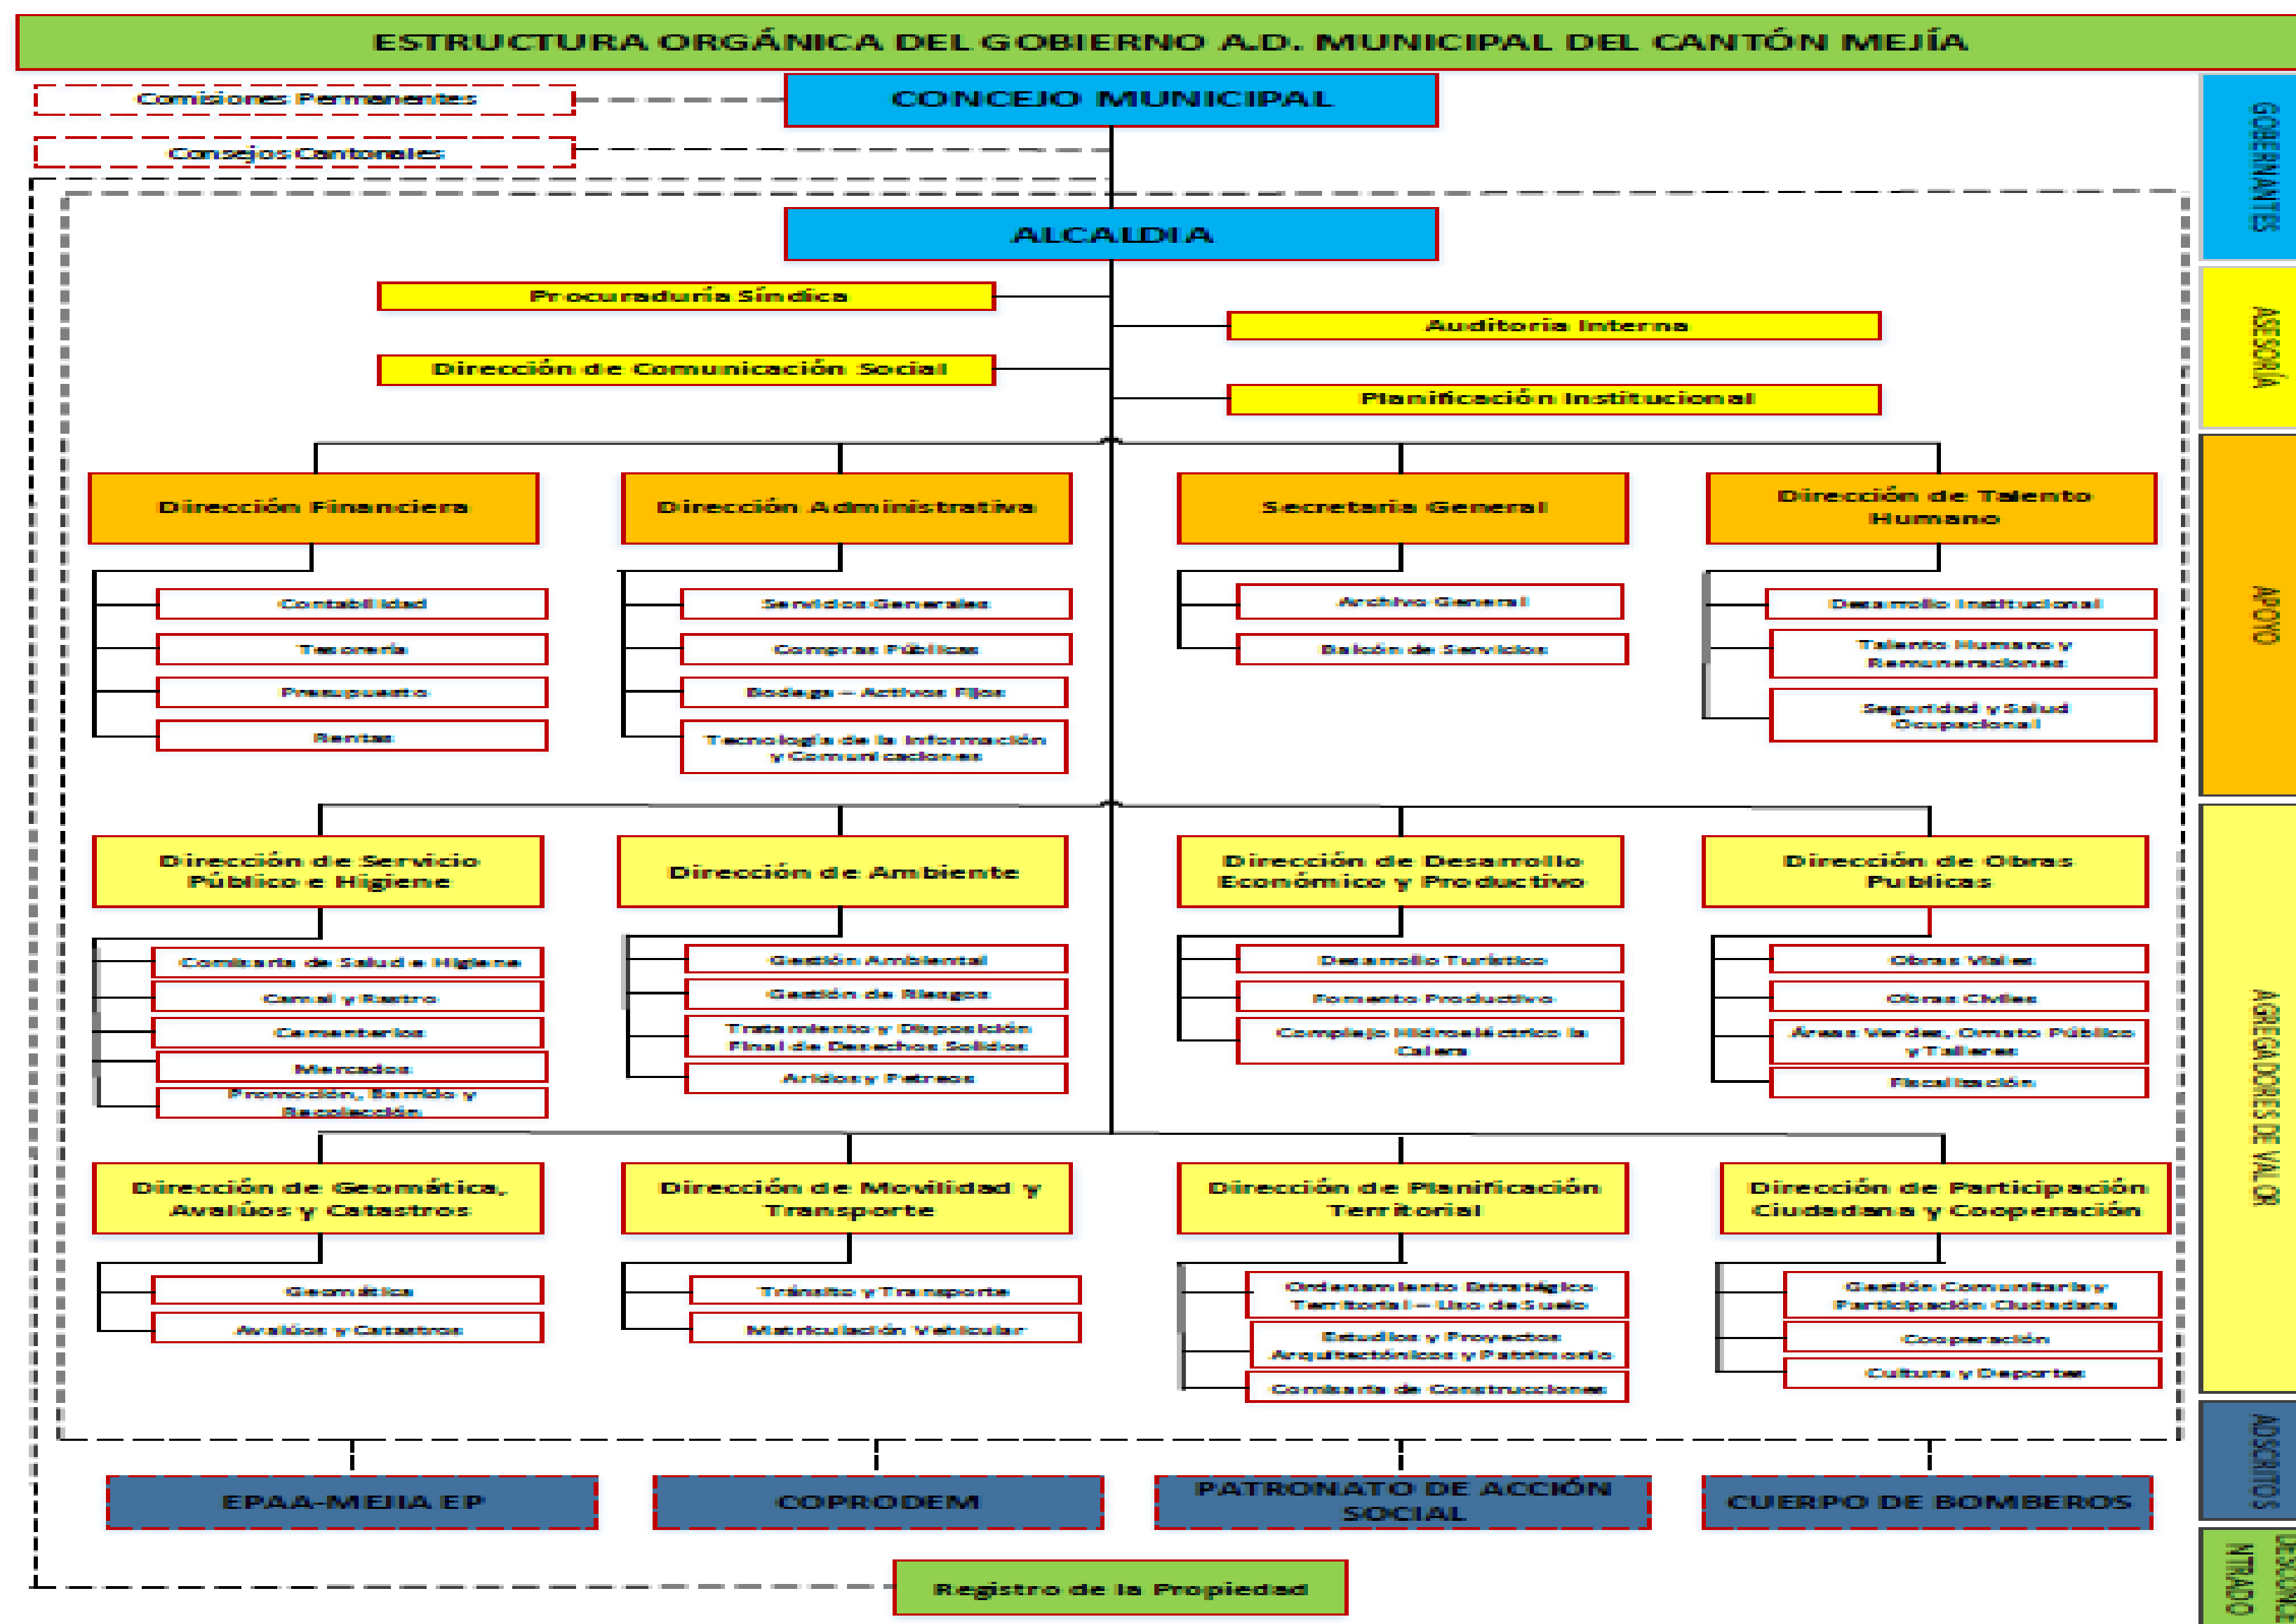 ESTRUCTURA ORGÁNICA DEL GOBIERNO A.D. MUNICIPAL DEL CANTÓN MEJÍA
Comisiones Permanentes
CONCEJO MUNICIPAL
Consejos Cantonales
GOBERNANTES
ALCALDIA
Procuraduría Síndica
Auditoria Interna
Dirección de Comunicación Social
Planificación Institucional
ASESORÍA
Dirección Financiera
Dirección Administrativa
Secretaria General
Dirección de Talento
Humano
Contabilidad
Tesorería
Presupuesto
Rentas
Servicios Generales
Compras Públicas
Bodega – Activos Fijos
Tecnología de la Información
y Comunicaciones
Archivo General
Balcón de Servicios
Desarrollo Institucional
Talento Humano y
Remuneraciones
Seguridad y Salud
Ocupacional
APOYO
Dirección de Servicio
Público e Higiene
Dirección de Ambiente
Dirección de Desarrollo
Económico y Productivo
Dirección de Obras
Publicas
Comisaría de Salud e Higiene
Camal y Rastro
Cementerios
Mercados
Promoción, Barrido y
Recolección
Gestión Ambiental
Gestión de Riesgos
Tratamiento y Disposición
Final de Desechos Solidos
Aridos y Petreos
Desarrollo Turístico
Fomento Productivo
Complejo Hidroeléctrico la
Calera
Obras Viales
Obras Civiles
Áreas Verdes, Ornato Público
y Talleres
Fiscalización
AGREGADORES DE VALOR
Dirección de Geomática,
Avalúos y Catastros
Dirección de Movilidad y
Transporte
Dirección de Planificación
Territorial
Dirección de Participación
Ciudadana y Cooperación
Geomática
Avalúos y Catastros
Tránsito y Transporte
Matriculación Vehicular
Ordenamiento Estratégico
Territorial – Uso de Suelo
Estudios y Proyectos
Arquitectónicos y Patrimonio
Comisaría de Construcciones
Gestión Comunitaria y
Participación Ciudadana
Cooperación
Cultura y Deportes
EPAA-MEJIA EP
COPRODEM
PATRONATO DE ACCIÓN
SOCIAL
CUERPO DE BOMBEROS
ADSCRITOS
Registro de la Propiedad
DESCONCE
NTRADO